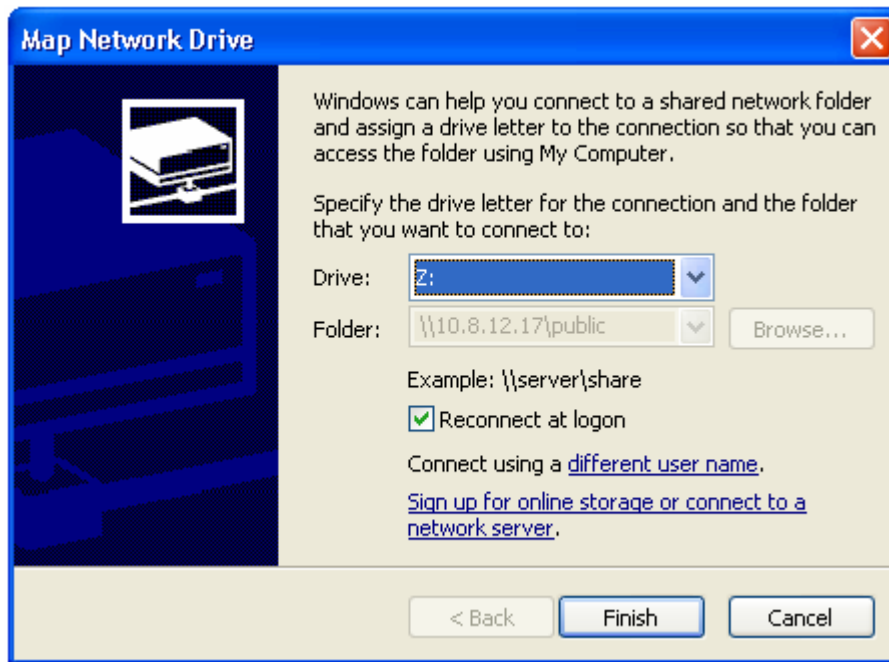 Map Network Drive
Windows can help you connect to a shared network folder
and assign a drive letter to the connection so that you can
access the folder using My Computer.
Specify the drive letter for the connection and the folder
that you want to connect to:
Drive: Z:
Folder: \\10.8.12.17\public Browse...
Example: \\server\share
Reconnect at logon
Connect using a different user name.
Sign up for online storage or connect to a
network server.
< Back Finish Cancel